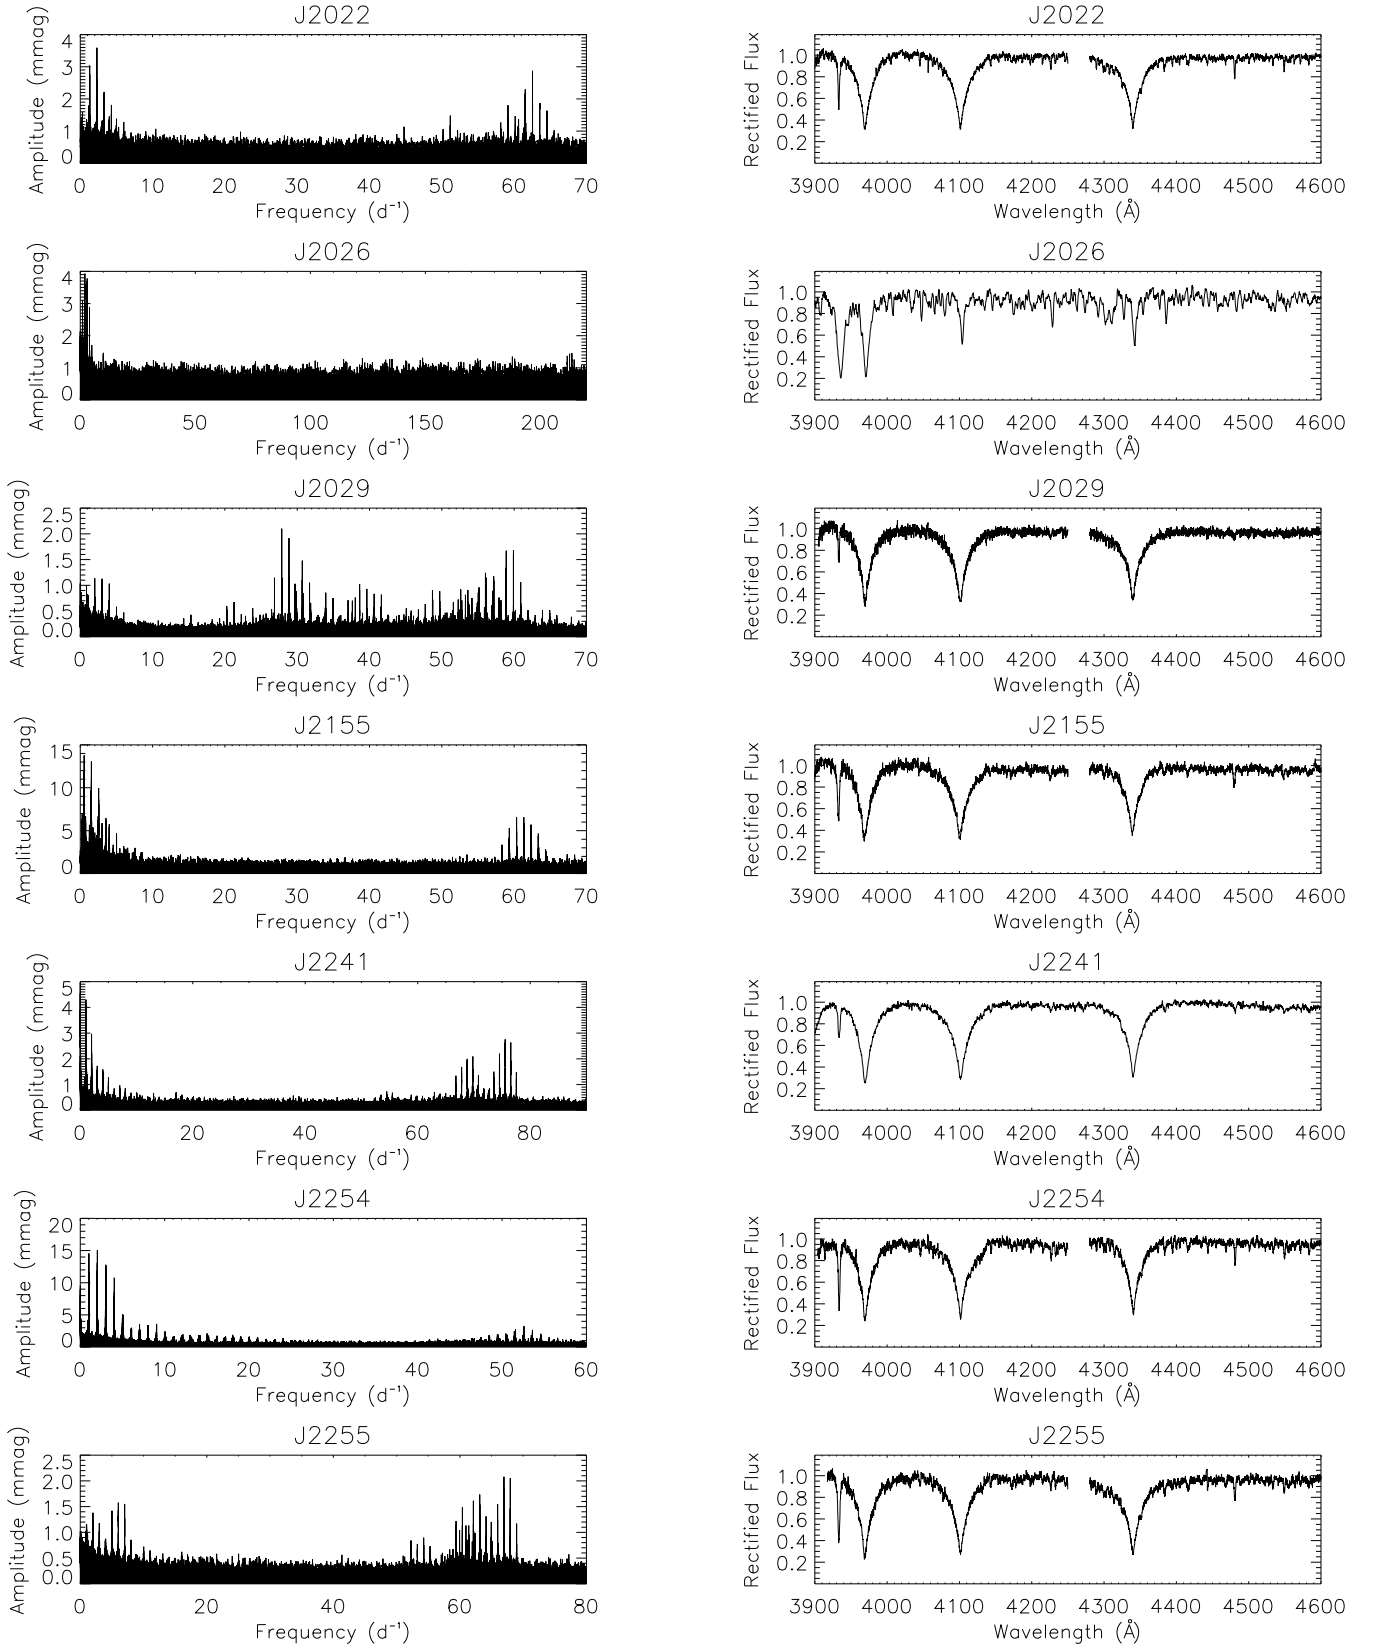 J2022
Amplitude (mmag)
4
3
2
1
0
0 10 20 30 40 50 60 70
Frequency (d⁻¹)
J2022
Rectified Flux
1.0
0.8
0.6
0.4
0.2
3900 4000 4100 4200 4300 4400 4500 4600
Wavelength (Å)
J2026
Amplitude (mmag)
4
3
2
1
0
0 50 100 150 200
Frequency (d⁻¹)
J2026
Rectified Flux
1.0
0.8
0.6
0.4
0.2
3900 4000 4100 4200 4300 4400 4500 4600
Wavelength (Å)
J2029
Amplitude (mmag)
2.5
2.0
1.5
1.0
0.5
0.0
0 10 20 30 40 50 60 70
Frequency (d⁻¹)
J2029
Rectified Flux
1.0
0.8
0.6
0.4
0.2
3900 4000 4100 4200 4300 4400 4500 4600
Wavelength (Å)
J2155
Amplitude (mmag)
15
10
5
0
0 10 20 30 40 50 60 70
Frequency (d⁻¹)
J2155
Rectified Flux
1.0
0.8
0.6
0.4
0.2
3900 4000 4100 4200 4300 4400 4500 4600
Wavelength (Å)
J2241
Amplitude (mmag)
5
4
3
2
1
0
0 20 40 60 80
Frequency (d⁻¹)
J2241
Rectified Flux
1.0
0.8
0.6
0.4
0.2
3900 4000 4100 4200 4300 4400 4500 4600
Wavelength (Å)
J2254
Amplitude (mmag)
20
15
10
5
0
0 10 20 30 40 50 60
Frequency (d⁻¹)
J2254
Rectified Flux
1.0
0.8
0.6
0.4
0.2
3900 4000 4100 4200 4300 4400 4500 4600
Wavelength (Å)
J2255
Amplitude (mmag)
2.5
2.0
1.5
1.0
0.5
0.0
0 20 40 60 80
Frequency (d⁻¹)
J2255
Rectified Flux
1.0
0.8
0.6
0.4
0.2
3900 4000 4100 4200 4300 4400 4500 4600
Wavelength (Å)